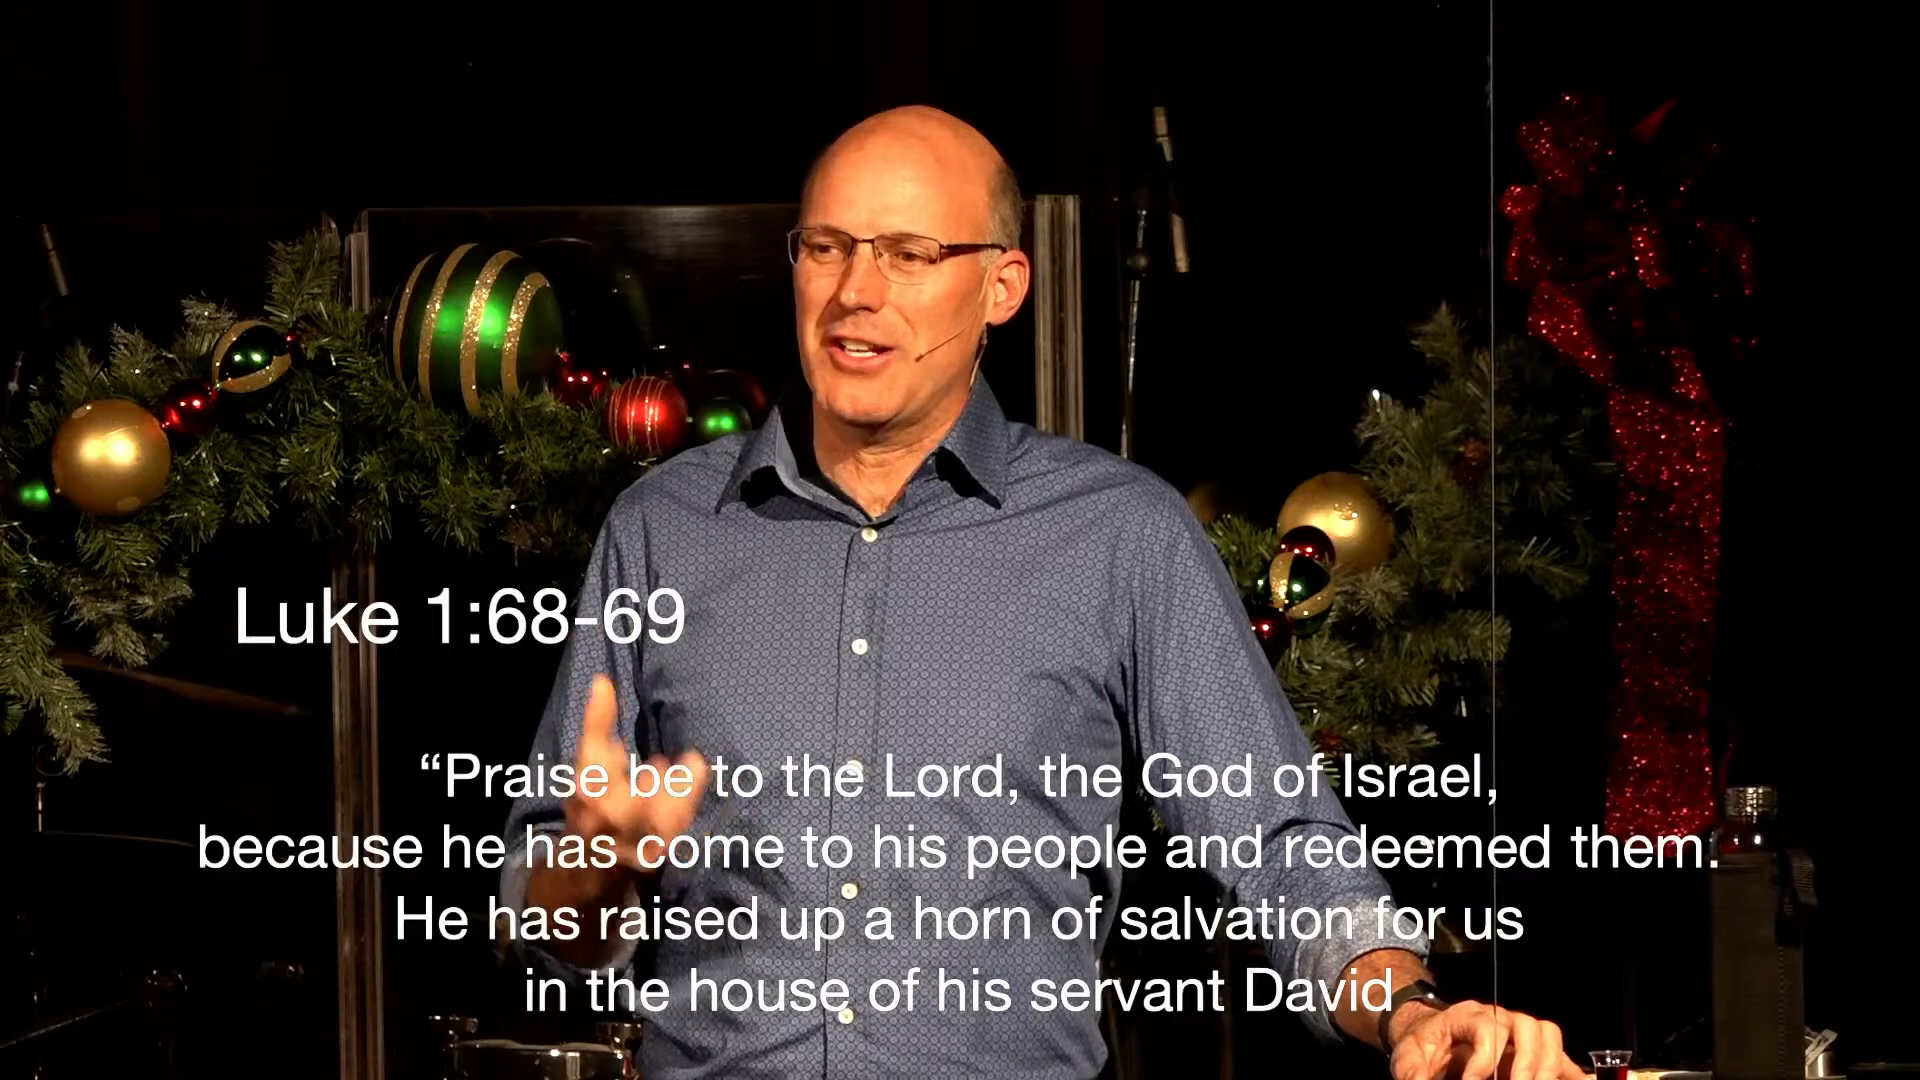 Luke 1:68-69
“Praise be to the Lord, the God of Israel,
because he has come to his people and redeemed them.
He has raised up a horn of salvation for us
in the house of his servant David